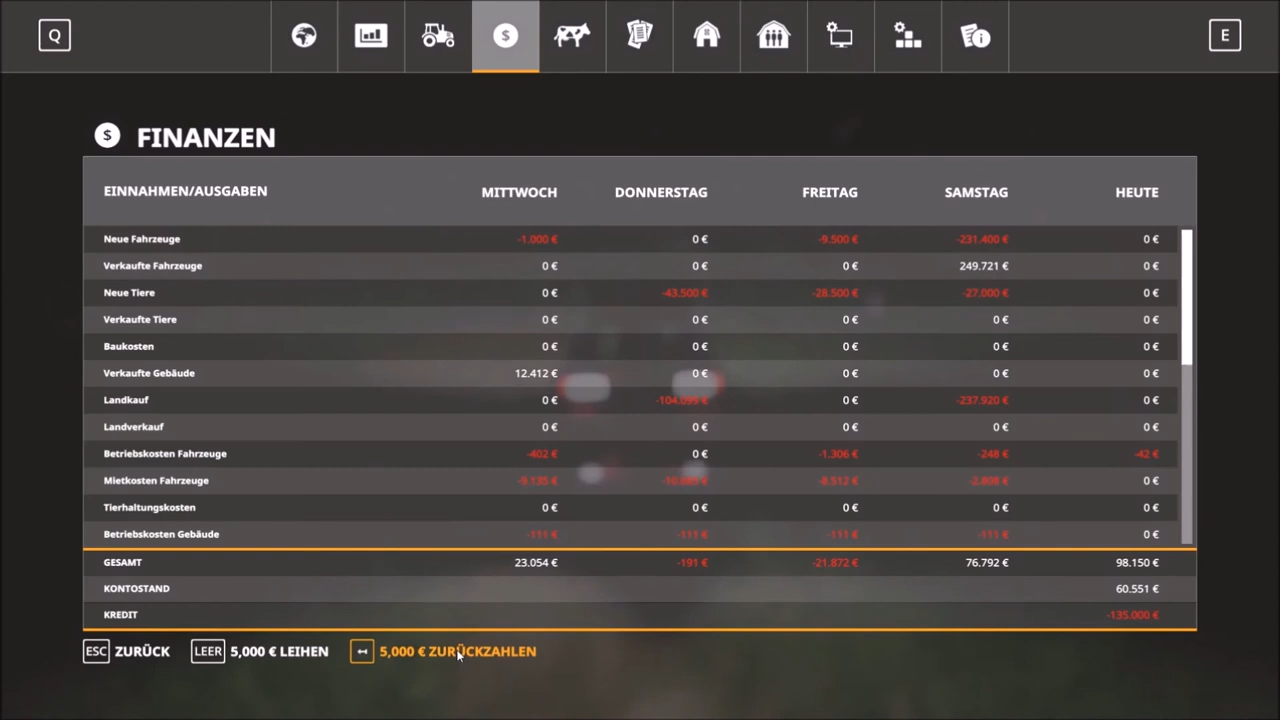 Q E
FINANZEN
EINNAHMEN/AUSGABEN MITTWOCH DONNERSTAG FREITAG SAMSTAG HEUTE
Neue Fahrzeuge -1.000 € 0 € -9.500 € -231.400 € 0 €
Verkaufte Fahrzeuge 0 € 0 € 0 € 249.721 € 0 €
Neue Tiere 0 € -43.500 € -28.500 € -27.000 € 0 €
Verkaufte Tiere 0 € 0 € 0 € 0 € 0 €
Baukosten 0 € 0 € 0 € 0 € 0 €
Verkaufte Gebäude 12.412 € 0 € 0 € 0 € 0 €
Landkauf 0 € -104.099 € 0 € -237.920 € 0 €
Landverkauf 0 € 0 € 0 € 0 € 0 €
Betriebskosten Fahrzeuge -402 € 0 € -1.306 € -248 € -42 €
Mietkosten Fahrzeuge -9.135 € -8.512 € -2.808 € 0 €
Tierhaltungskosten 0 € 0 € 0 € 0 € 0 €
Betriebskosten Gebäude -111 € -111 € -111 € -111 € 0 €
GESAMT 23.054 € -191 € -21.872 € 76.792 € 98.150 €
KONTOSTAND 60.551 €
KREDIT -135.000 €
ESC ZURÜCK LEER 5,000 € LEIHEN 5,000 € ZURÜCKZAHLEN